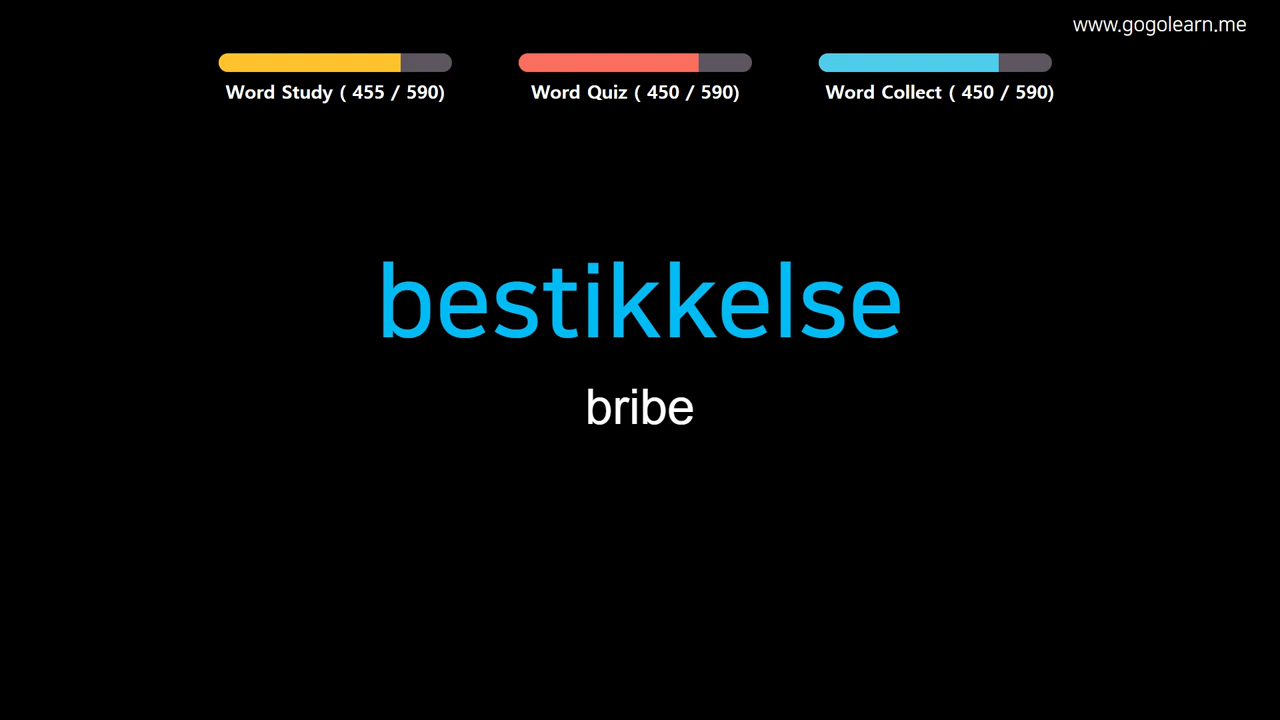 www.gogolearn.me
Word Study ( 455 / 590)
Word Quiz ( 450 / 590)
Word Collect ( 450 / 590)
bestikkelse
bribe